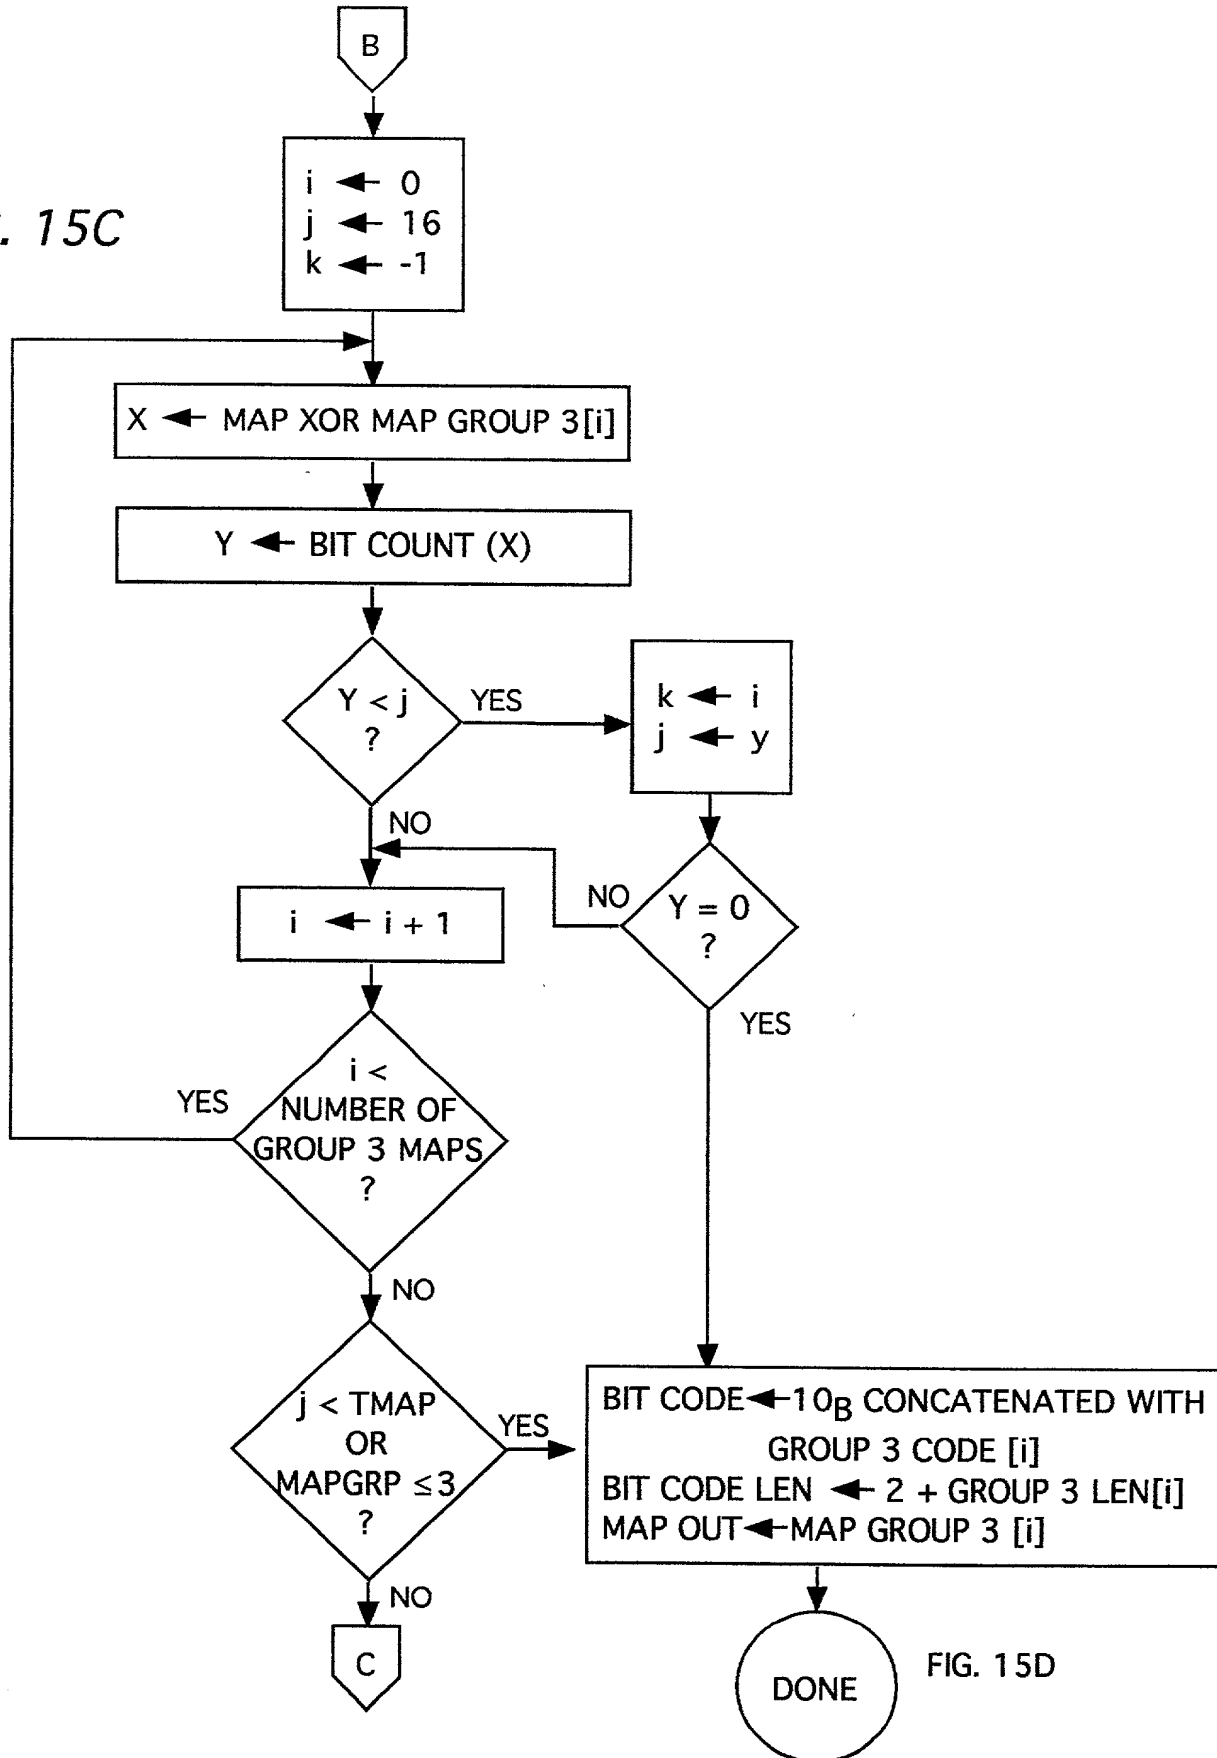 B
i ← 0
j ← 16
k ← -1
. 15C
X ← MAP XOR MAP GROUP 3[i]
Y ← BIT COUNT (X)
Y < j
?
YES
k ← i
j ← y
NO
i ← i + 1
NO
Y = 0
?
YES
i <
NUMBER OF
GROUP 3 MAPS
?
YES
NO
j < TMAP
OR
MAPGRP ≤3
?
YES
BIT CODE←10B CONCATENATED WITH
GROUP 3 CODE [i]
BIT CODE LEN ← 2 + GROUP 3 LEN[i]
MAP OUT←MAP GROUP 3 [i]
NO
C
DONE
FIG. 15D